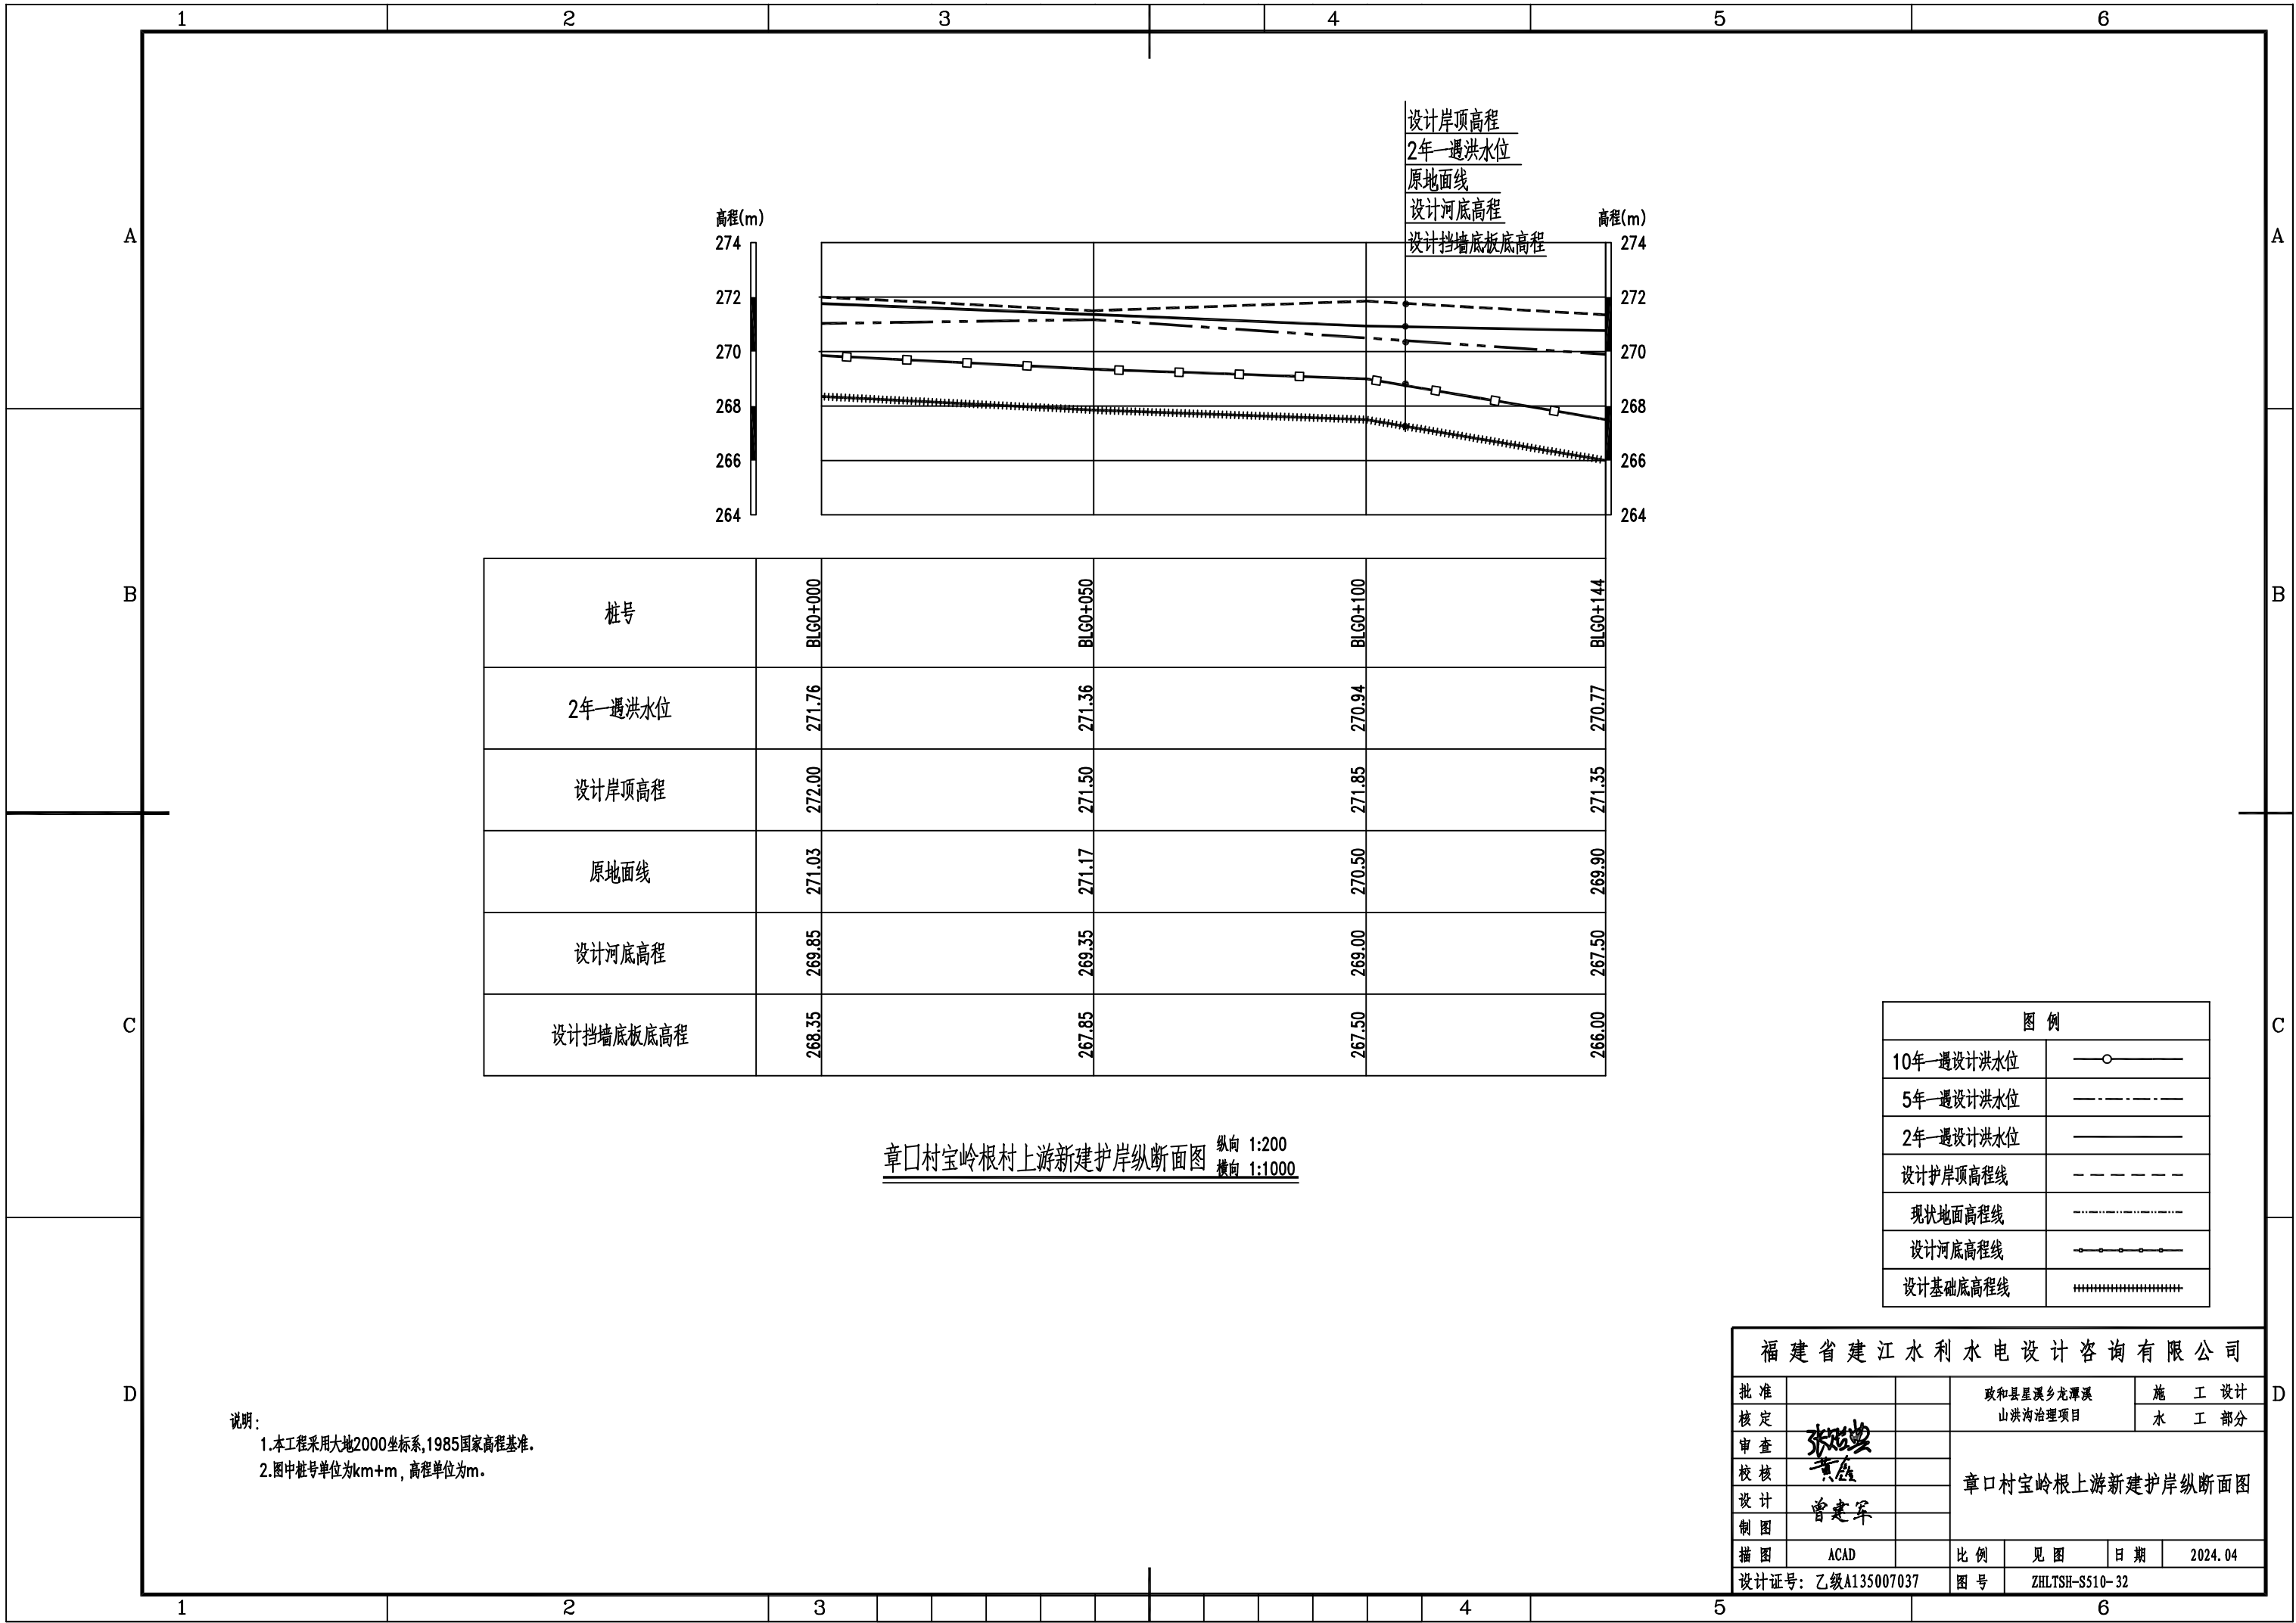 1 2 3 4 5 6
设计岸顶高程
2年一遇洪水位
原地面线
设计河底高程
设计挡墙底板底高程
高程(m) 高程(m)
274 274
272 272
270 270
268 268
266 266
264 264
A A
B B
C C
D D
桩号 BLG0+000 BLG0+050 BLG0+100 BLG0+144
2年一遇洪水位 271.76 271.36 270.94 270.77
设计岸顶高程 272.00 271.50 271.85 271.35
原地面线 271.03 271.17 270.50 269.90
设计河底高程 269.85 269.35 269.00 267.50
设计挡墙底板底高程 268.35 267.85 267.50 266.00
章口村宝岭根村上游新建护岸纵断面图 纵向 1:200
横向 1:1000
图 例
10年一遇设计洪水位
5年一遇设计洪水位
2年一遇设计洪水位
设计护岸顶高程线
现状地面高程线
设计河底高程线
设计基础底高程线
说明:
1.本工程采用大地2000坐标系,1985国家高程基准。
2.图中桩号单位为km+m, 高程单位为m。
福建省建江水利水电设计咨询有限公司
批 准 政和县星溪乡龙潭溪 施 工 设计
核 定 山洪沟治理项目 水 工 部分
审 查
校 核 黄鑫
设 计 曾建军
制 图
章口村宝岭根上游新建护岸纵断面图
描 图 ACAD 比 例 见 图 日 期 2024.04
设计证号: 乙级A135007037 图 号 ZHLTSH-S510-32
1 2 3 4 5 6